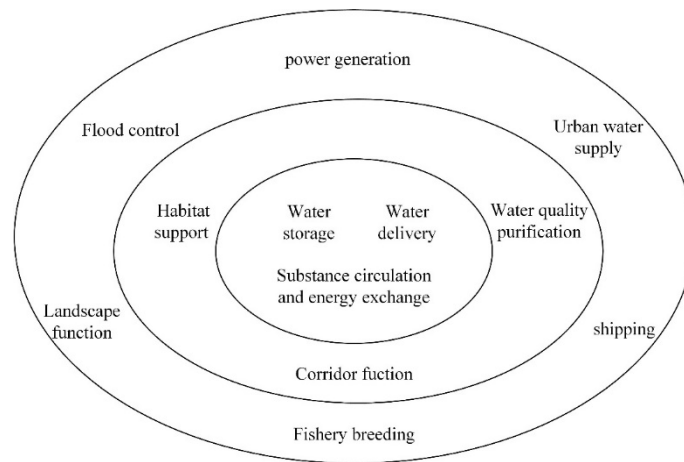 power generation
Flood control
Urban water
supply
Habitat
support
Water
storage
Water
delivery
Water quality
purification
Substance circulation
and energy exchange
Landscape
function
shipping
Corridor fuction
Fishery breeding